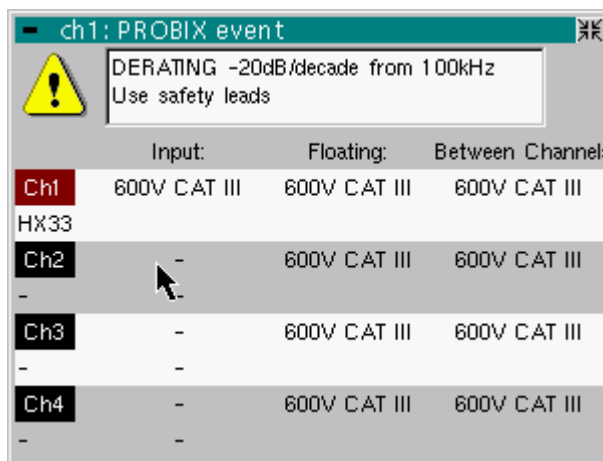 ch1: PROBIX event
DERATING -20dB/decade from 100kHz
Use safety leads
Input: Floating: Between Channel
Ch1 600V CAT III 600V CAT III 600V CAT III
HX33
Ch2 - 600V CAT III 600V CAT III
- -
Ch3 - 600V CAT III 600V CAT III
- -
Ch4 - 600V CAT III 600V CAT III
- -